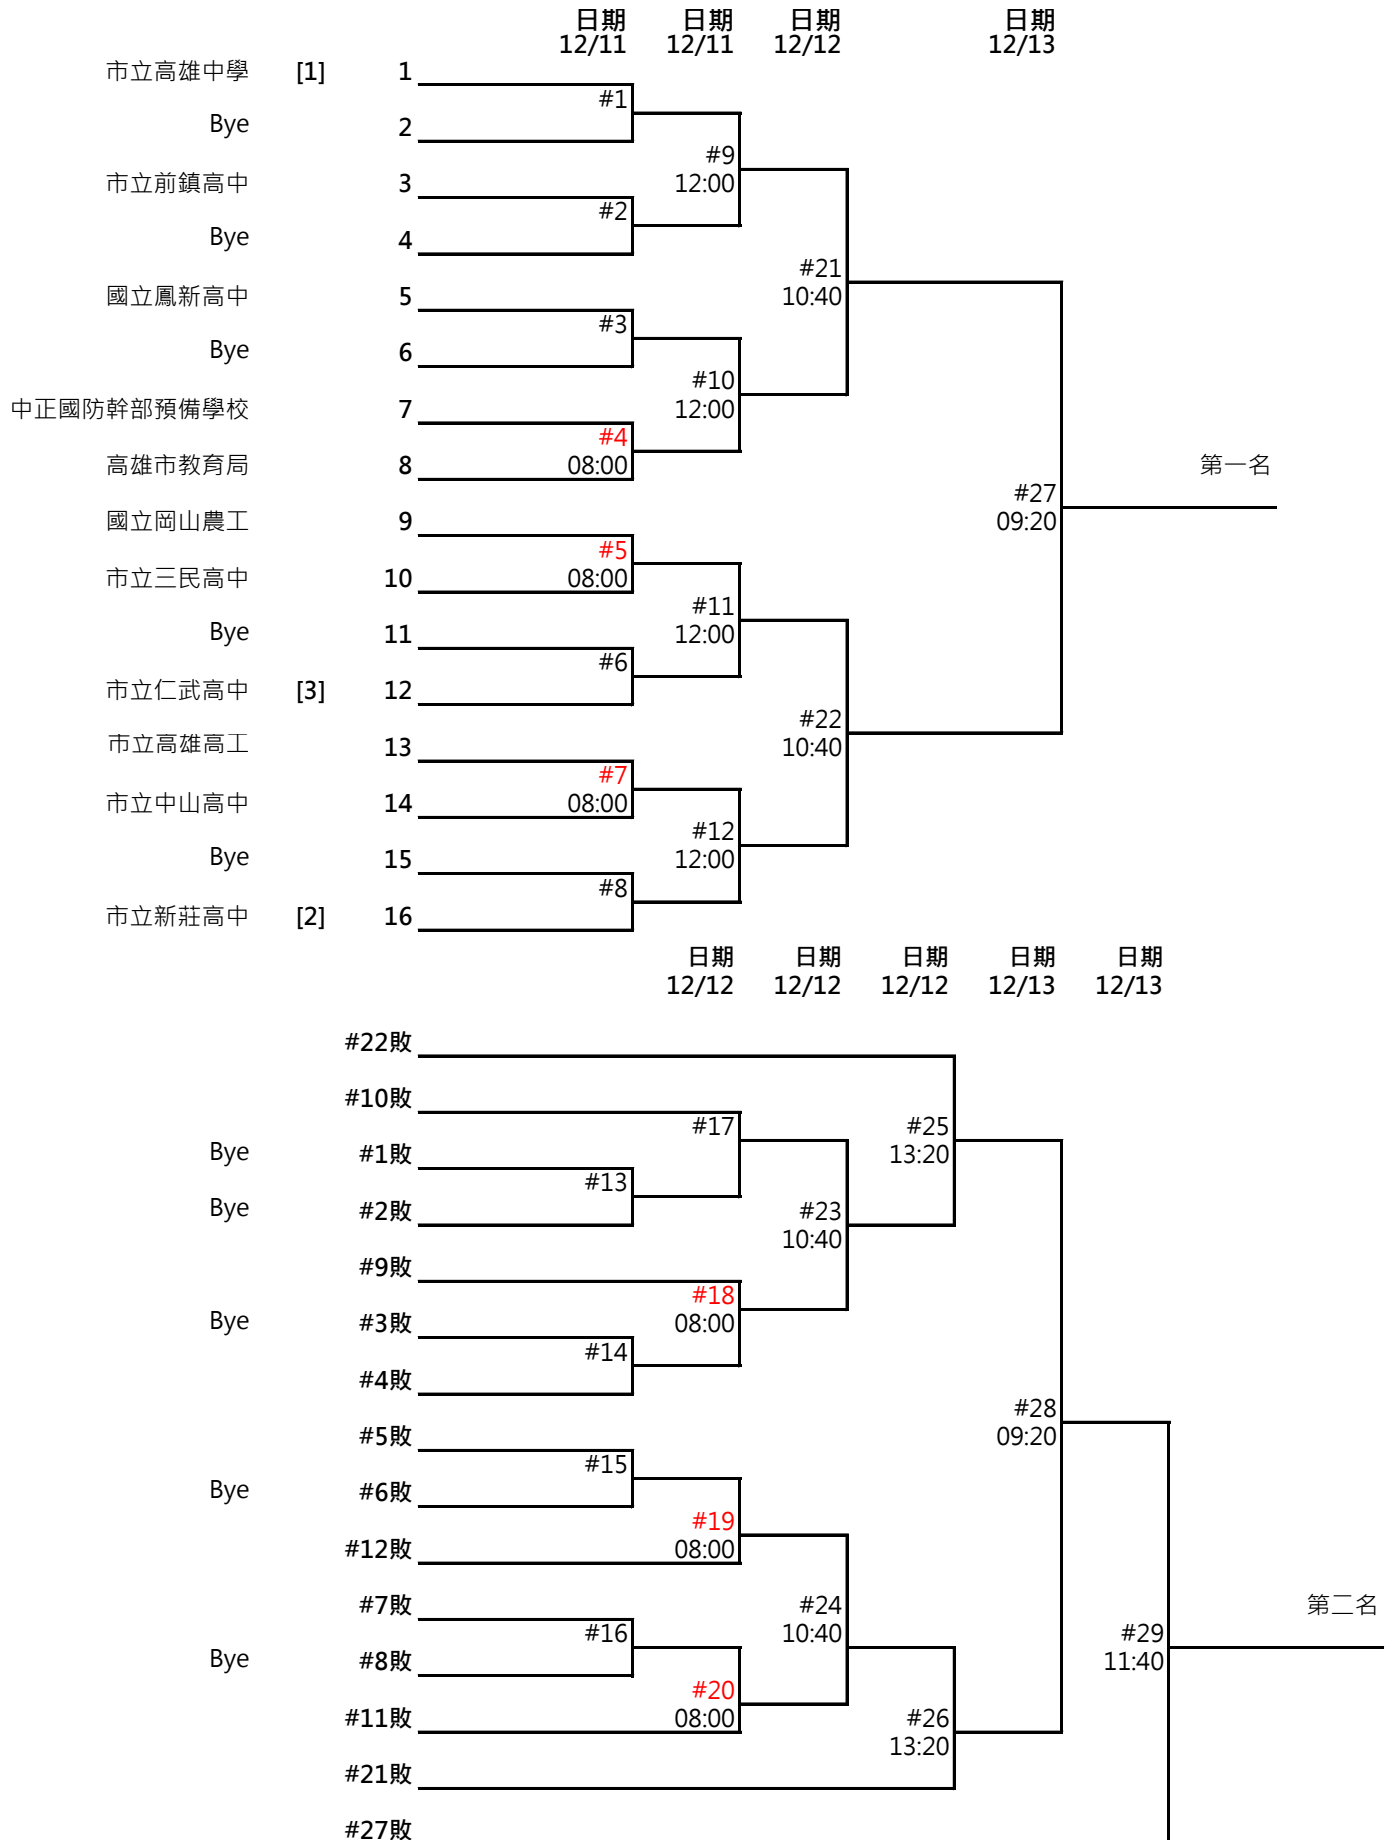 日期 日期 日期 日期
12/11 12/11 12/12 12/13
市立高雄中學 [1] 1
#1
Bye 2
#9
市立前鎮高中 3 12:00
#2
Bye 4
#21
國立鳳新高中 5 10:40
#3
Bye 6
#10
中正國防幹部預備學校 7 12:00
#4
高雄市教育局 8 08:00 第一名
#27
國立岡山農工 9 09:20
#5
市立三民高中 10 08:00
#11
Bye 11 12:00
#6
市立仁武高中 [3] 12
#22
市立高雄高工 13 10:40
#7
市立中山高中 14 08:00
#12
Bye 15 12:00
#8
市立新莊高中 [2] 16
日期 日期 日期 日期 日期
12/12 12/12 12/12 12/13 12/13
#22敗
#10敗
#17 #25
Bye #1敗 13:20
#13
Bye #2敗 #23
10:40
#9敗
#18
Bye #3敗 08:00
#14
#4敗
#28
#5敗 09:20
#15
Bye #6敗
#19
#12敗 08:00
#7敗 #24 第二名
#16 10:40 #29
Bye #8敗 11:40
#20
#11敗 08:00 #26
13:20
#21敗
#27敗